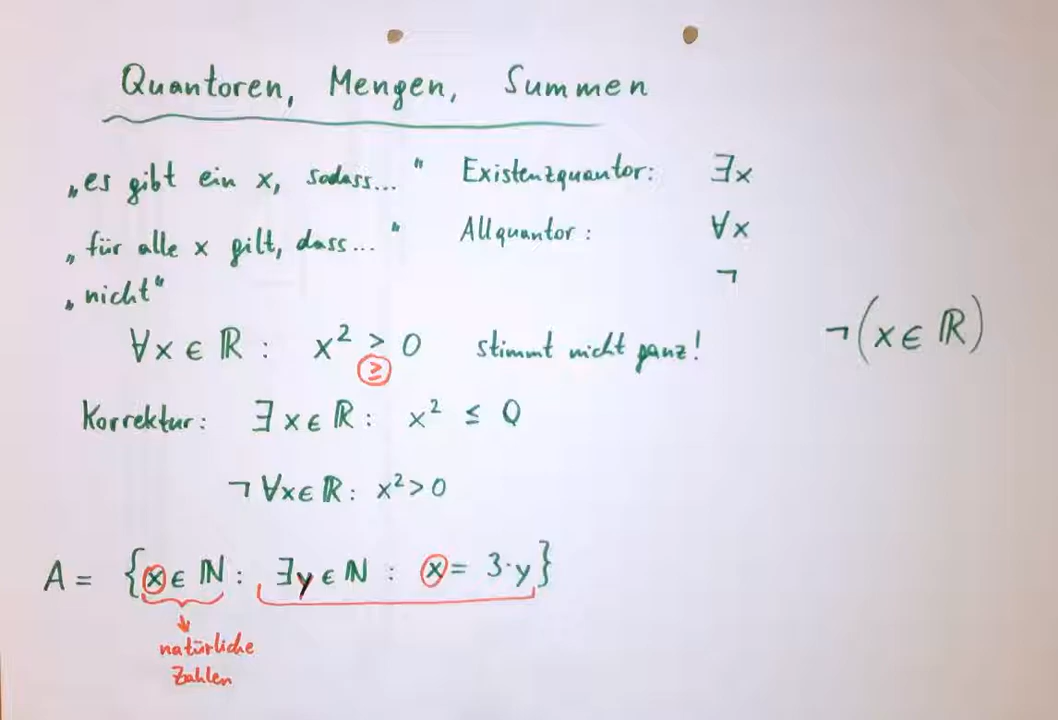 Quantoren, Mengen, Summen
„es gibt ein x, sodass..." Existenzquantor: ∃x
„für alle x gilt, dass..." Allquantor: ∀x
„nicht" ¬
∀x ∈ ℝ: x² > 0 stimmt nicht ganz! ¬(x ∈ ℝ)
≥
Korrektur: ∃x ∈ ℝ: x² ≤ 0
¬∀x ∈ ℝ: x² > 0
A = {x ∈ ℕ: ∃y ∈ ℕ: x = 3·y}
natürliche
Zahlen